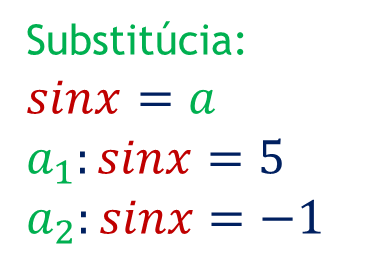 Substitúcia:
sinx = a
a₁: sinx = 5
a₂: sinx = −1